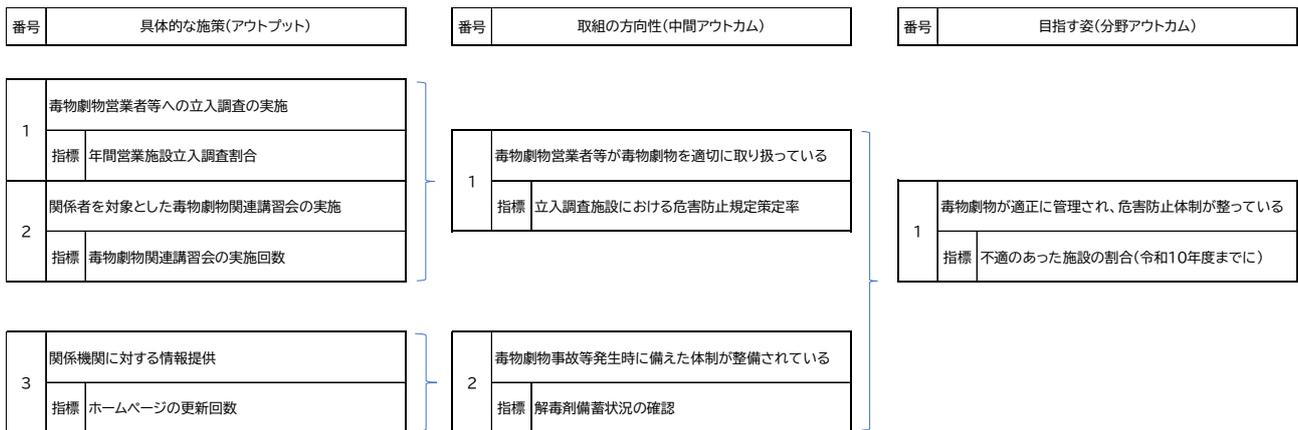 番号 具体的な施策(アウトプット) 番号 取組の方向性(中間アウトカム) 番号 目指す姿(分野アウトカム)
1 毒物劇物営業者等への立入調査の実施
指標 年間営業施設立入調査割合
2 関係者を対象とした毒物劇物関連講習会の実施
指標 毒物劇物関連講習会の実施回数
3 関係機関に対する情報提供
指標 ホームページの更新回数
1 毒物劇物営業者等が毒物劇物を適切に取り扱っている
指標 立入調査施設における危害防止規定策定率
2 毒物劇物事故等発生時に備えた体制が整備されている
指標 解毒剤備蓄状況の確認
1 毒物劇物が適正に管理され、危害防止体制が整っている
指標 不適のあった施設の割合(令和10年度までに)